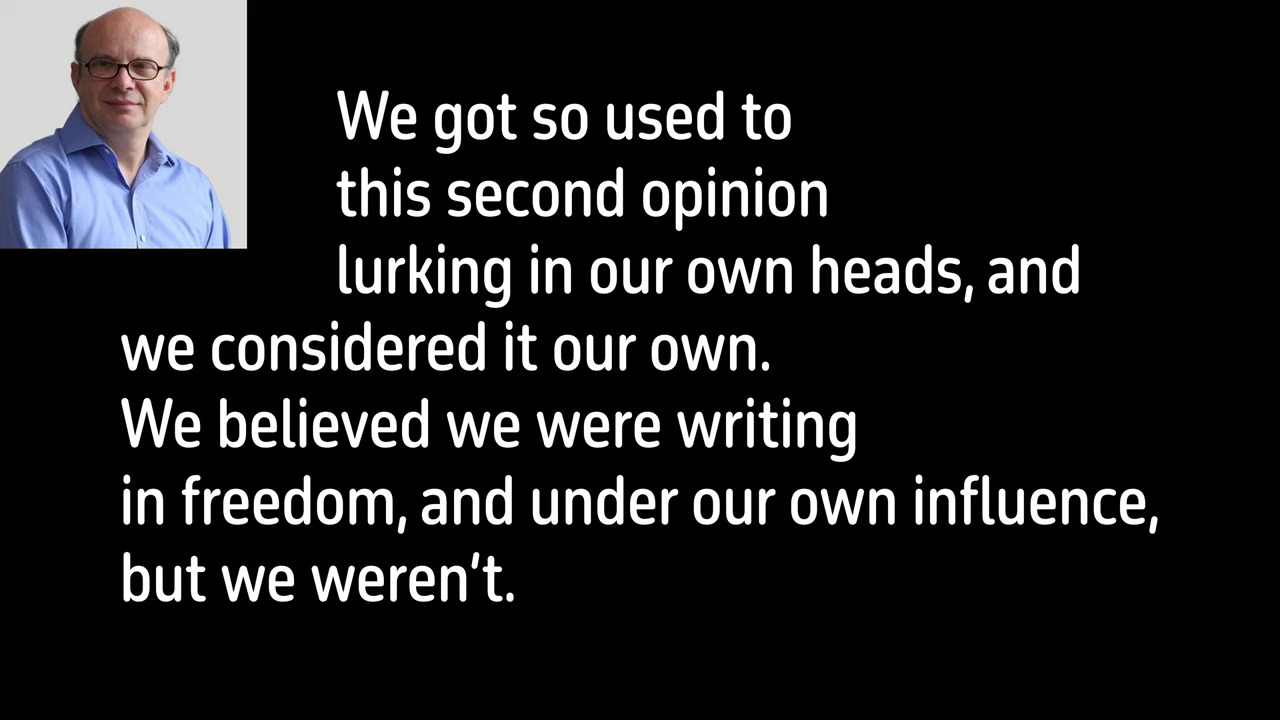 We got so used to
this second opinion
lurking in our own heads, and
we considered it our own.
We believed we were writing
in freedom, and under our own influence,
but we weren’t.